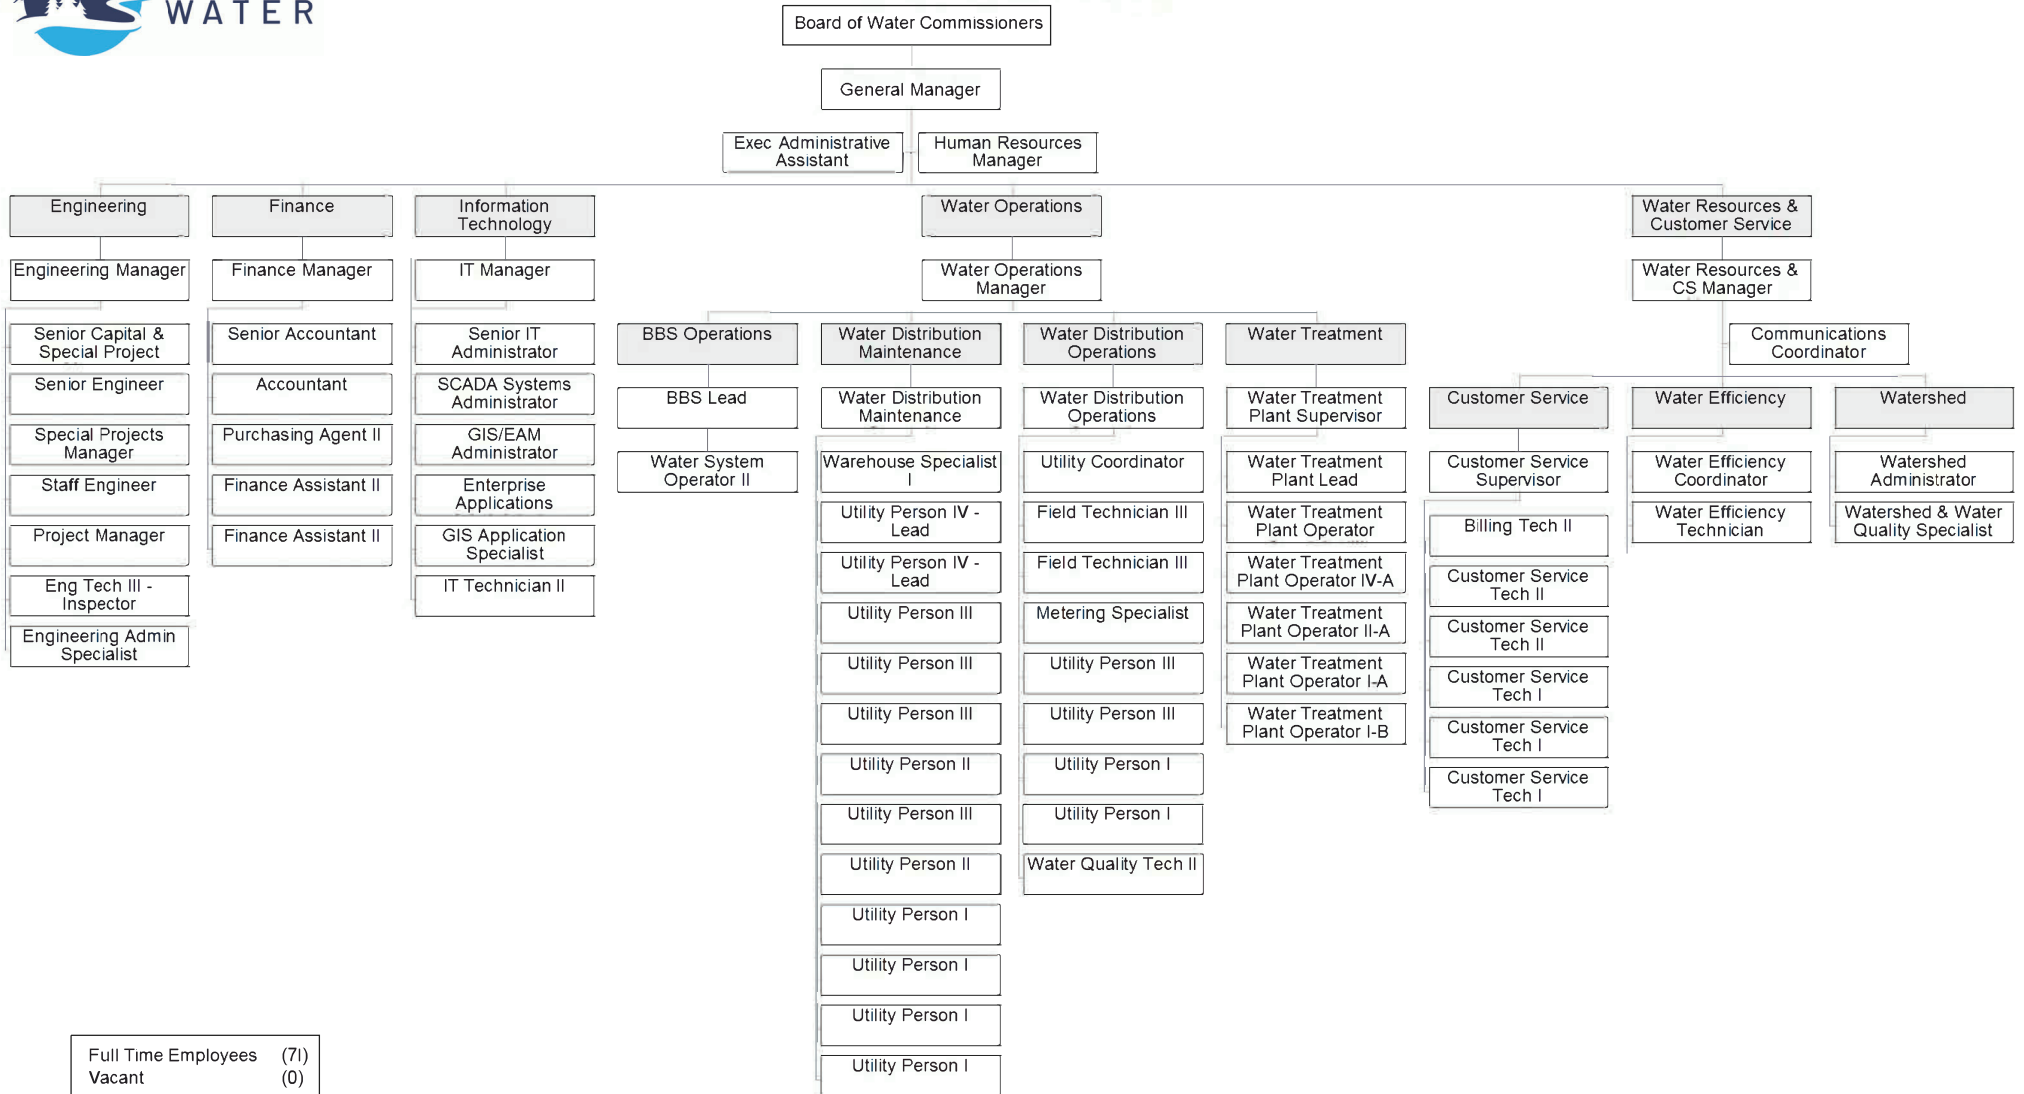 WATER
Board of Water Commissioners
General Manager
Exec Administrative
Assistant
Human Resources
Manager
Engineering
Engineering Manager
Senior Capital &
Special Project
Senior Engineer
Special Projects
Manager
Staff Engineer
Project Manager
Eng Tech III -
Inspector
Engineering Admin
Specialist
Finance
Finance Manager
Senior Accountant
Accountant
Purchasing Agent II
Finance Assistant II
Finance Assistant II
Information
Technology
IT Manager
Senior IT
Administrator
SCADA Systems
Administrator
GIS/EAM
Administrator
Enterprise
Applications
GIS Application
Specialist
IT Technician II
Water Operations
Water Operations
Manager
BBS Operations
BBS Lead
Water System
Operator II
Water Distribution
Maintenance
Water Distribution
Maintenance
Warehouse Specialist
I
Utility Person IV -
Lead
Utility Person IV -
Lead
Utility Person III
Utility Person III
Utility Person III
Utility Person II
Utility Person III
Utility Person II
Utility Person I
Utility Person I
Utility Person I
Utility Person I
Water Distribution
Operations
Water Distribution
Operations
Utility Coordinator
Field Technician III
Field Technician III
Metering Specialist
Utility Person III
Utility Person III
Utility Person I
Utility Person I
Water Quality Tech II
Water Treatment
Water Treatment
Plant Supervisor
Water Treatment
Plant Lead
Water Treatment
Plant Operator
Water Treatment
Plant Operator IV-A
Water Treatment
Plant Operator II-A
Water Treatment
Plant Operator I-A
Water Treatment
Plant Operator I-B
Water Resources &
Customer Service
Water Resources &
CS Manager
Communications
Coordinator
Customer Service
Customer Service
Supervisor
Billing Tech II
Customer Service
Tech II
Customer Service
Tech II
Customer Service
Tech I
Customer Service
Tech I
Customer Service
Tech I
Water Efficiency
Water Efficiency
Coordinator
Water Efficiency
Technician
Watershed
Watershed
Administrator
Watershed & Water
Quality Specialist
Full Time Employees (7I)
Vacant (0)